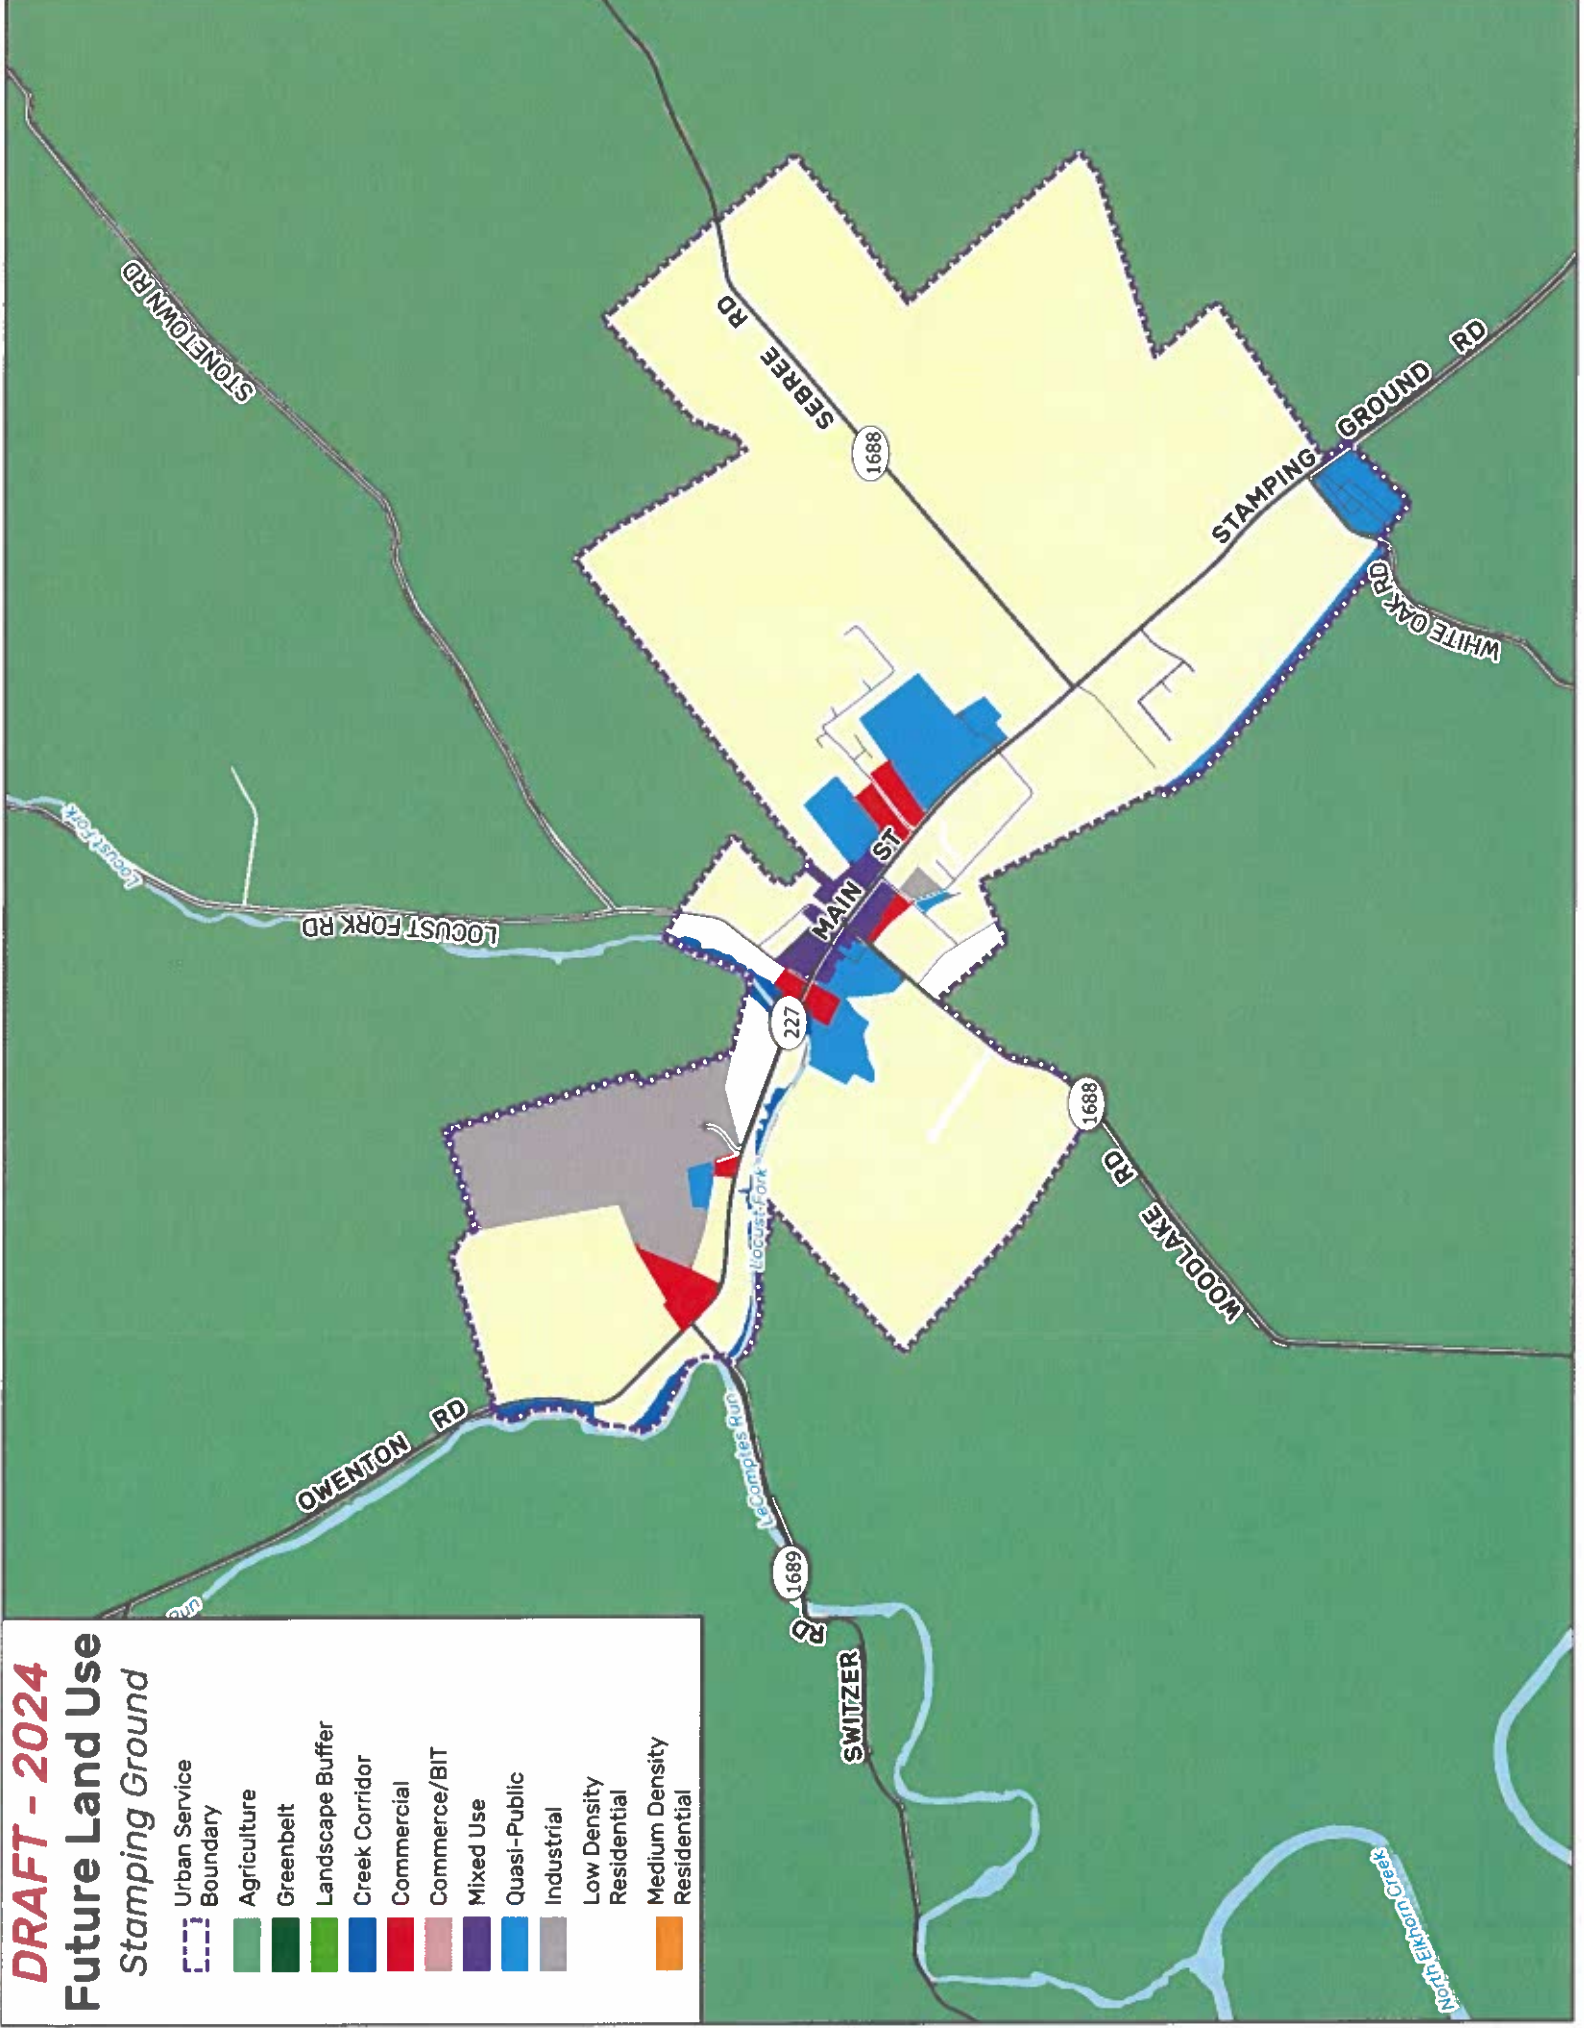 DRAFT - 2024
Future Land Use
Stamping Ground
Urban Service
Boundary
Agriculture
Greenbelt
Landscape Buffer
Creek Corridor
Commercial
Commerce/BIT
Mixed Use
Quasi-Public
Industrial
Low Density
Residential
Medium Density
Residential
Run
OWENTON RD
LOCUST FORK RD
Locust Fork
STONETOWN RD
SEBREE RD
1688
MAIN ST
227
Locust Fork
LeComptes Run
1689
SWITZER RD
WOODLAKE RD
1688
STAMPING GROUND RD
WHITE OAK RD
North Elkhorn Creek